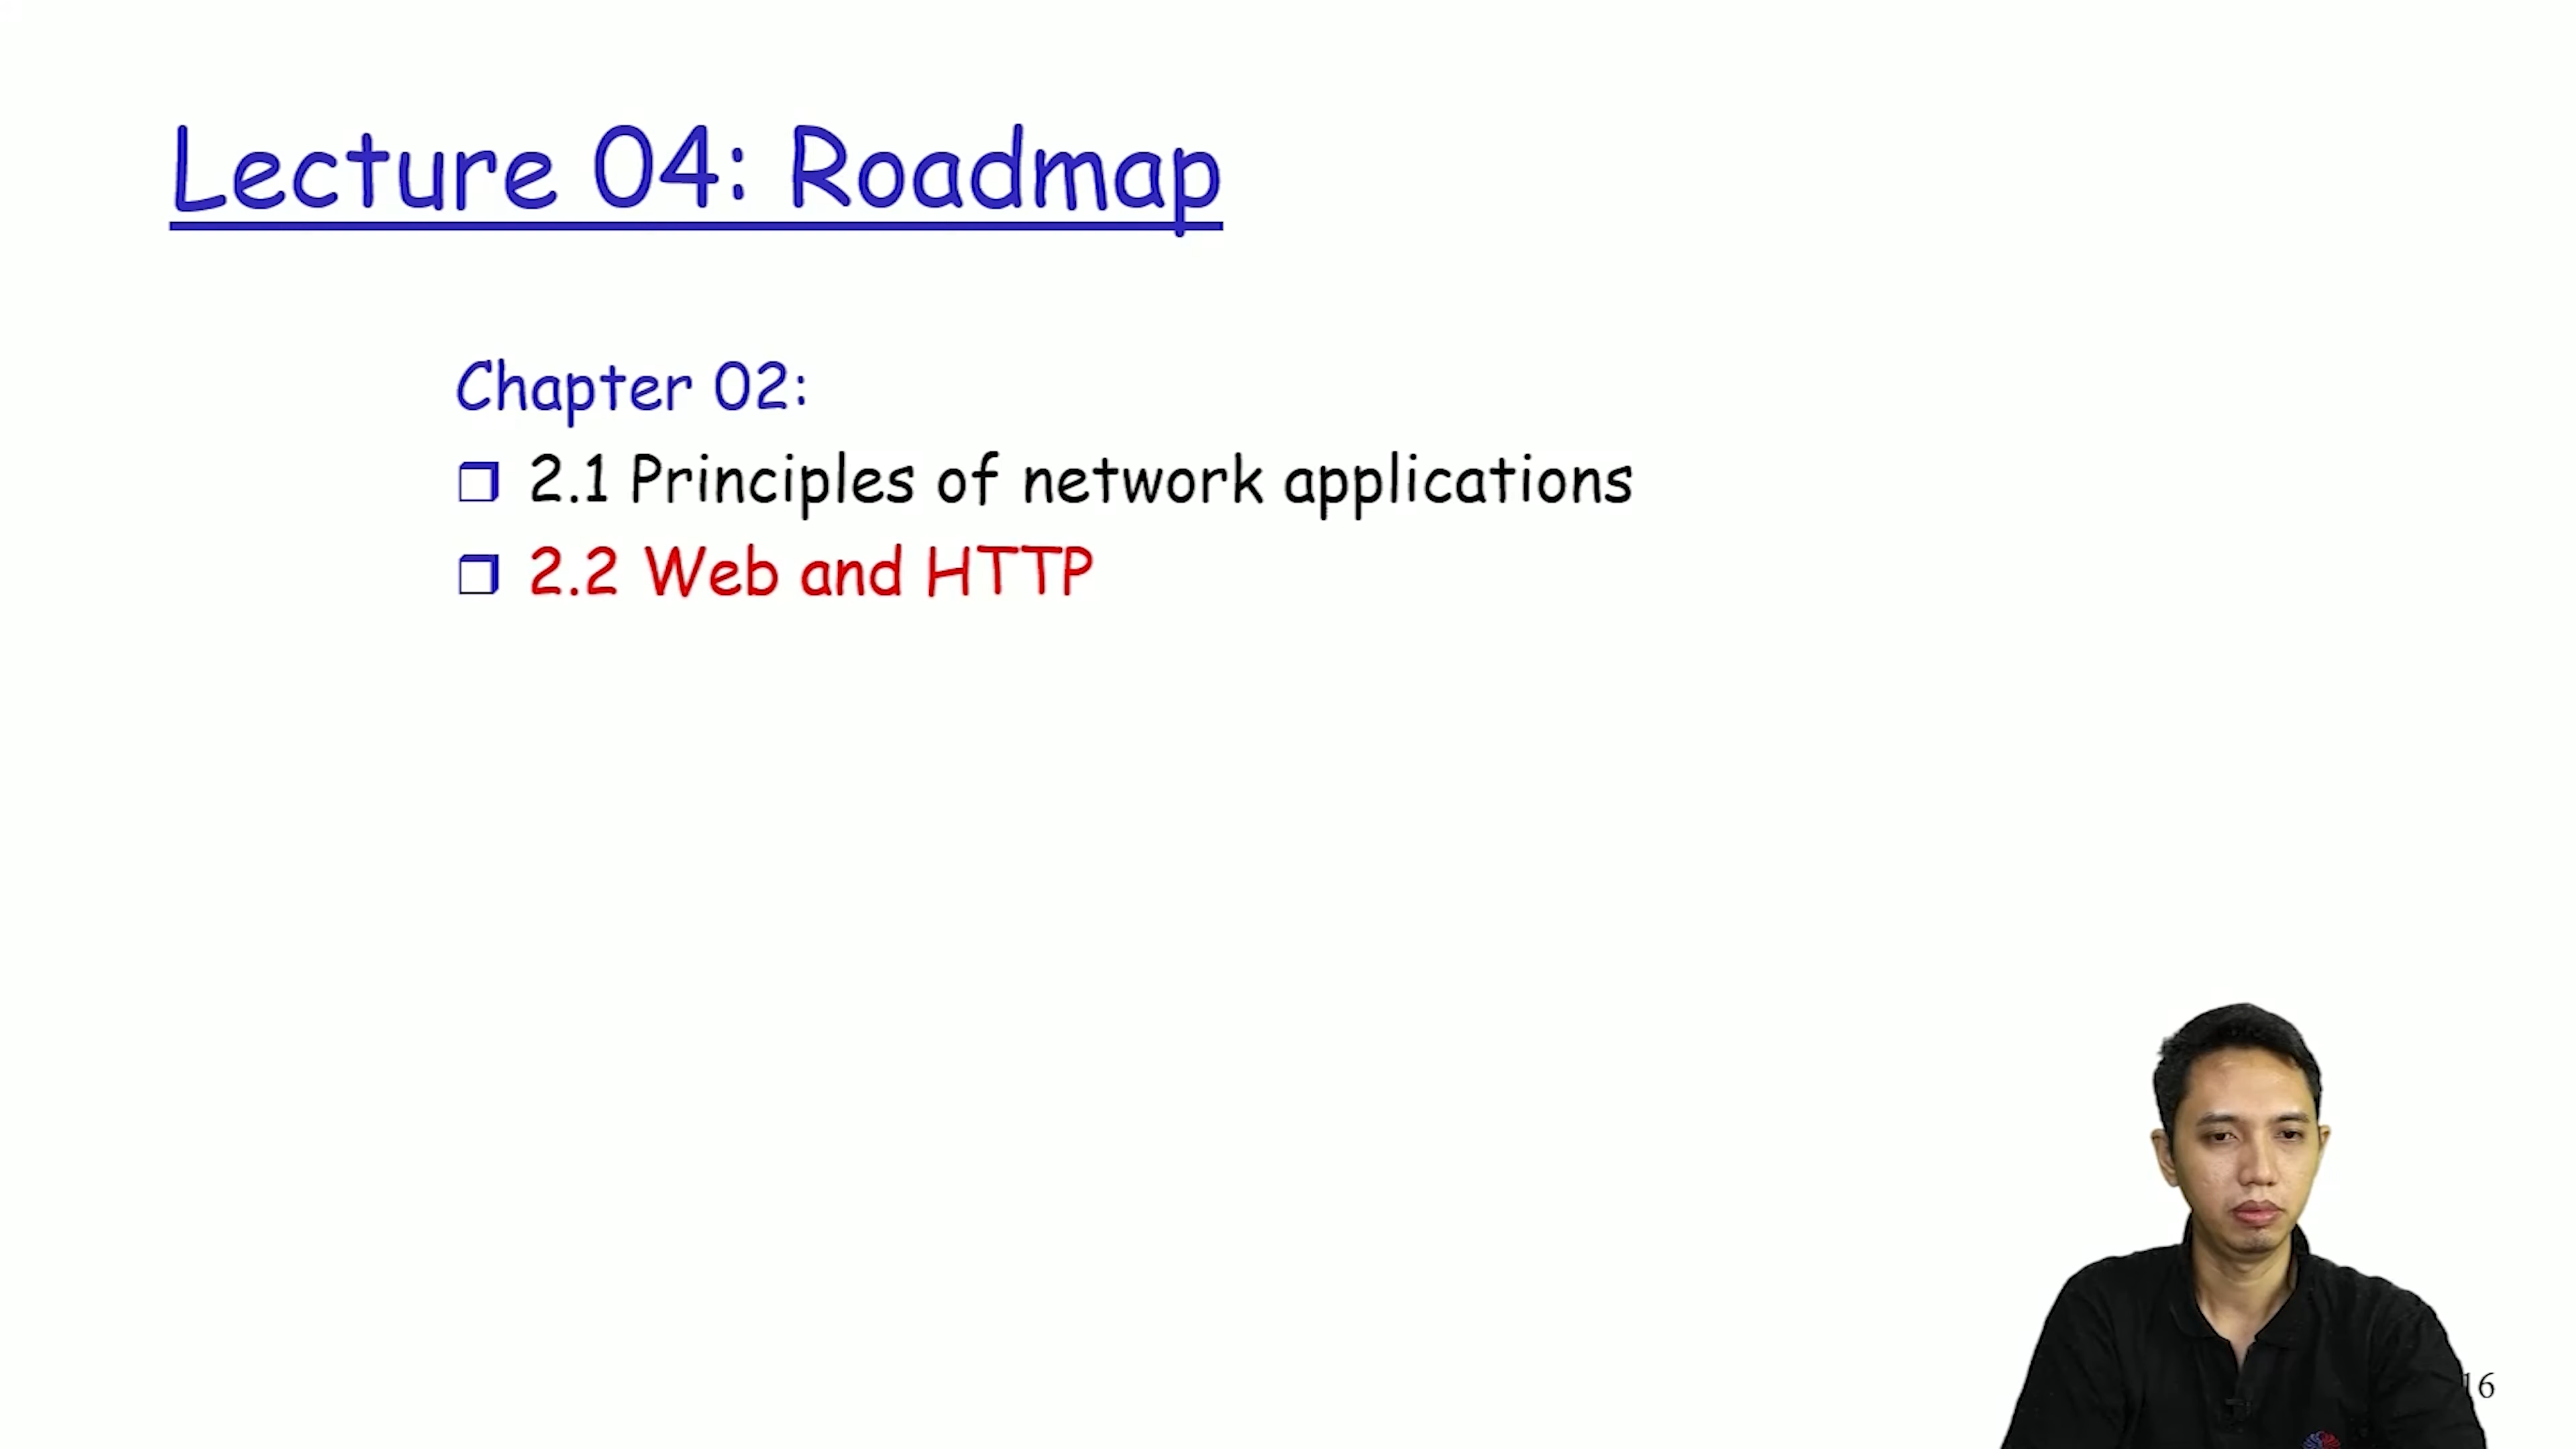 Lecture 04: Roadmap
Chapter 02:
2.1 Principles of network applications
2.2 Web and HTTP
16